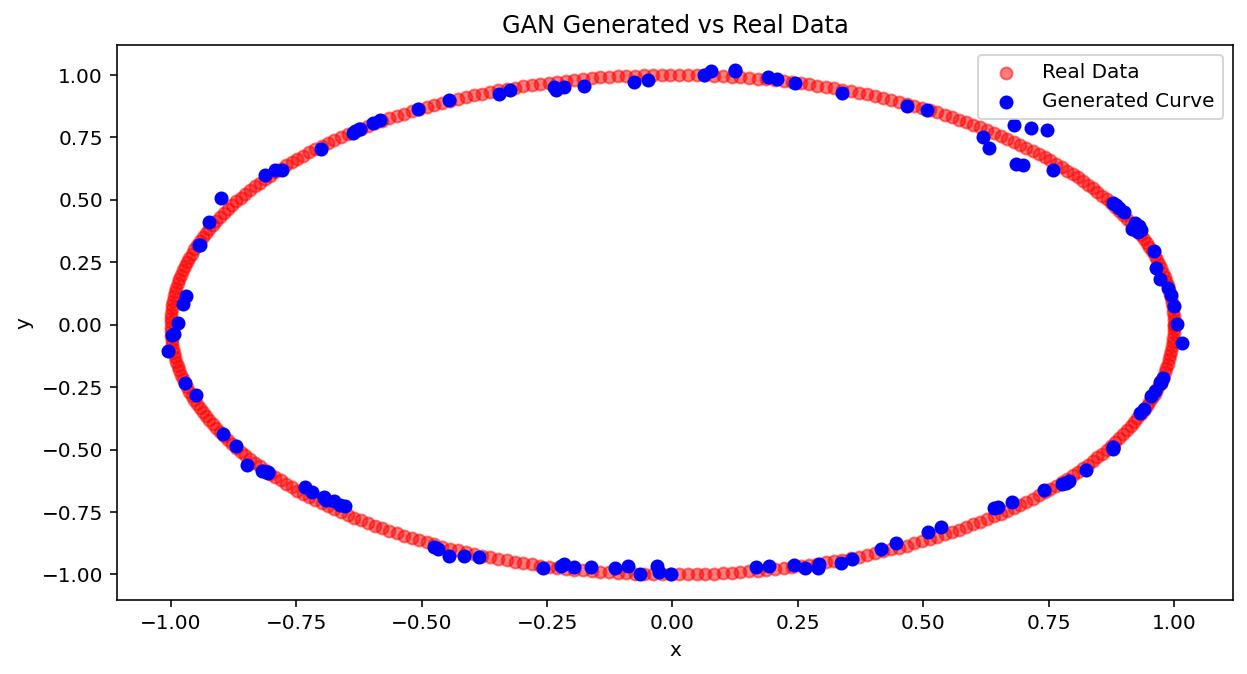 GAN Generated vs Real Data
1.00
0.75
0.50
0.25
0.00
−0.25
−0.50
−0.75
−1.00
y
Real Data
Generated Curve
−1.00 −0.75 −0.50 −0.25 0.00 0.25 0.50 0.75 1.00
x